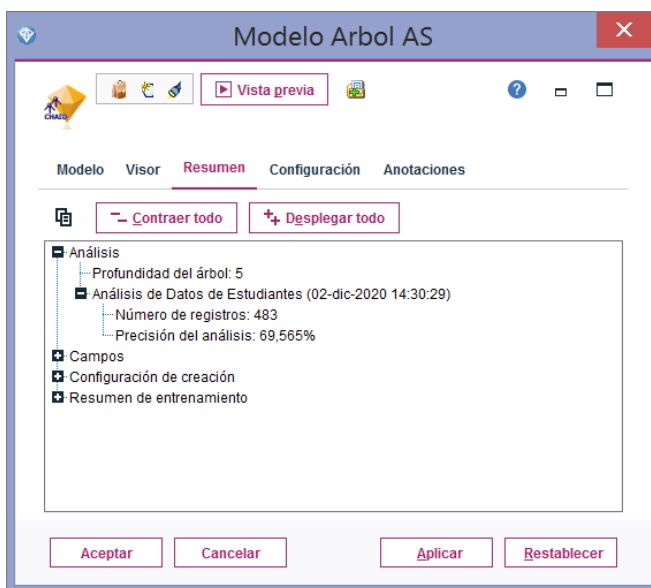 Modelo Arbol AS
CHAID
Vista previa
?
Modelo Visor Resumen Configuración Anotaciones
Contraer todo Desplegar todo
Análisis
Profundidad del árbol: 5
Análisis de Datos de Estudiantes (02-dic-2020 14:30:29)
Número de registros: 483
Precisión del análisis: 69,565%
Campos
Configuración de creación
Resumen de entrenamiento
Aceptar Cancelar Aplicar Restablecer